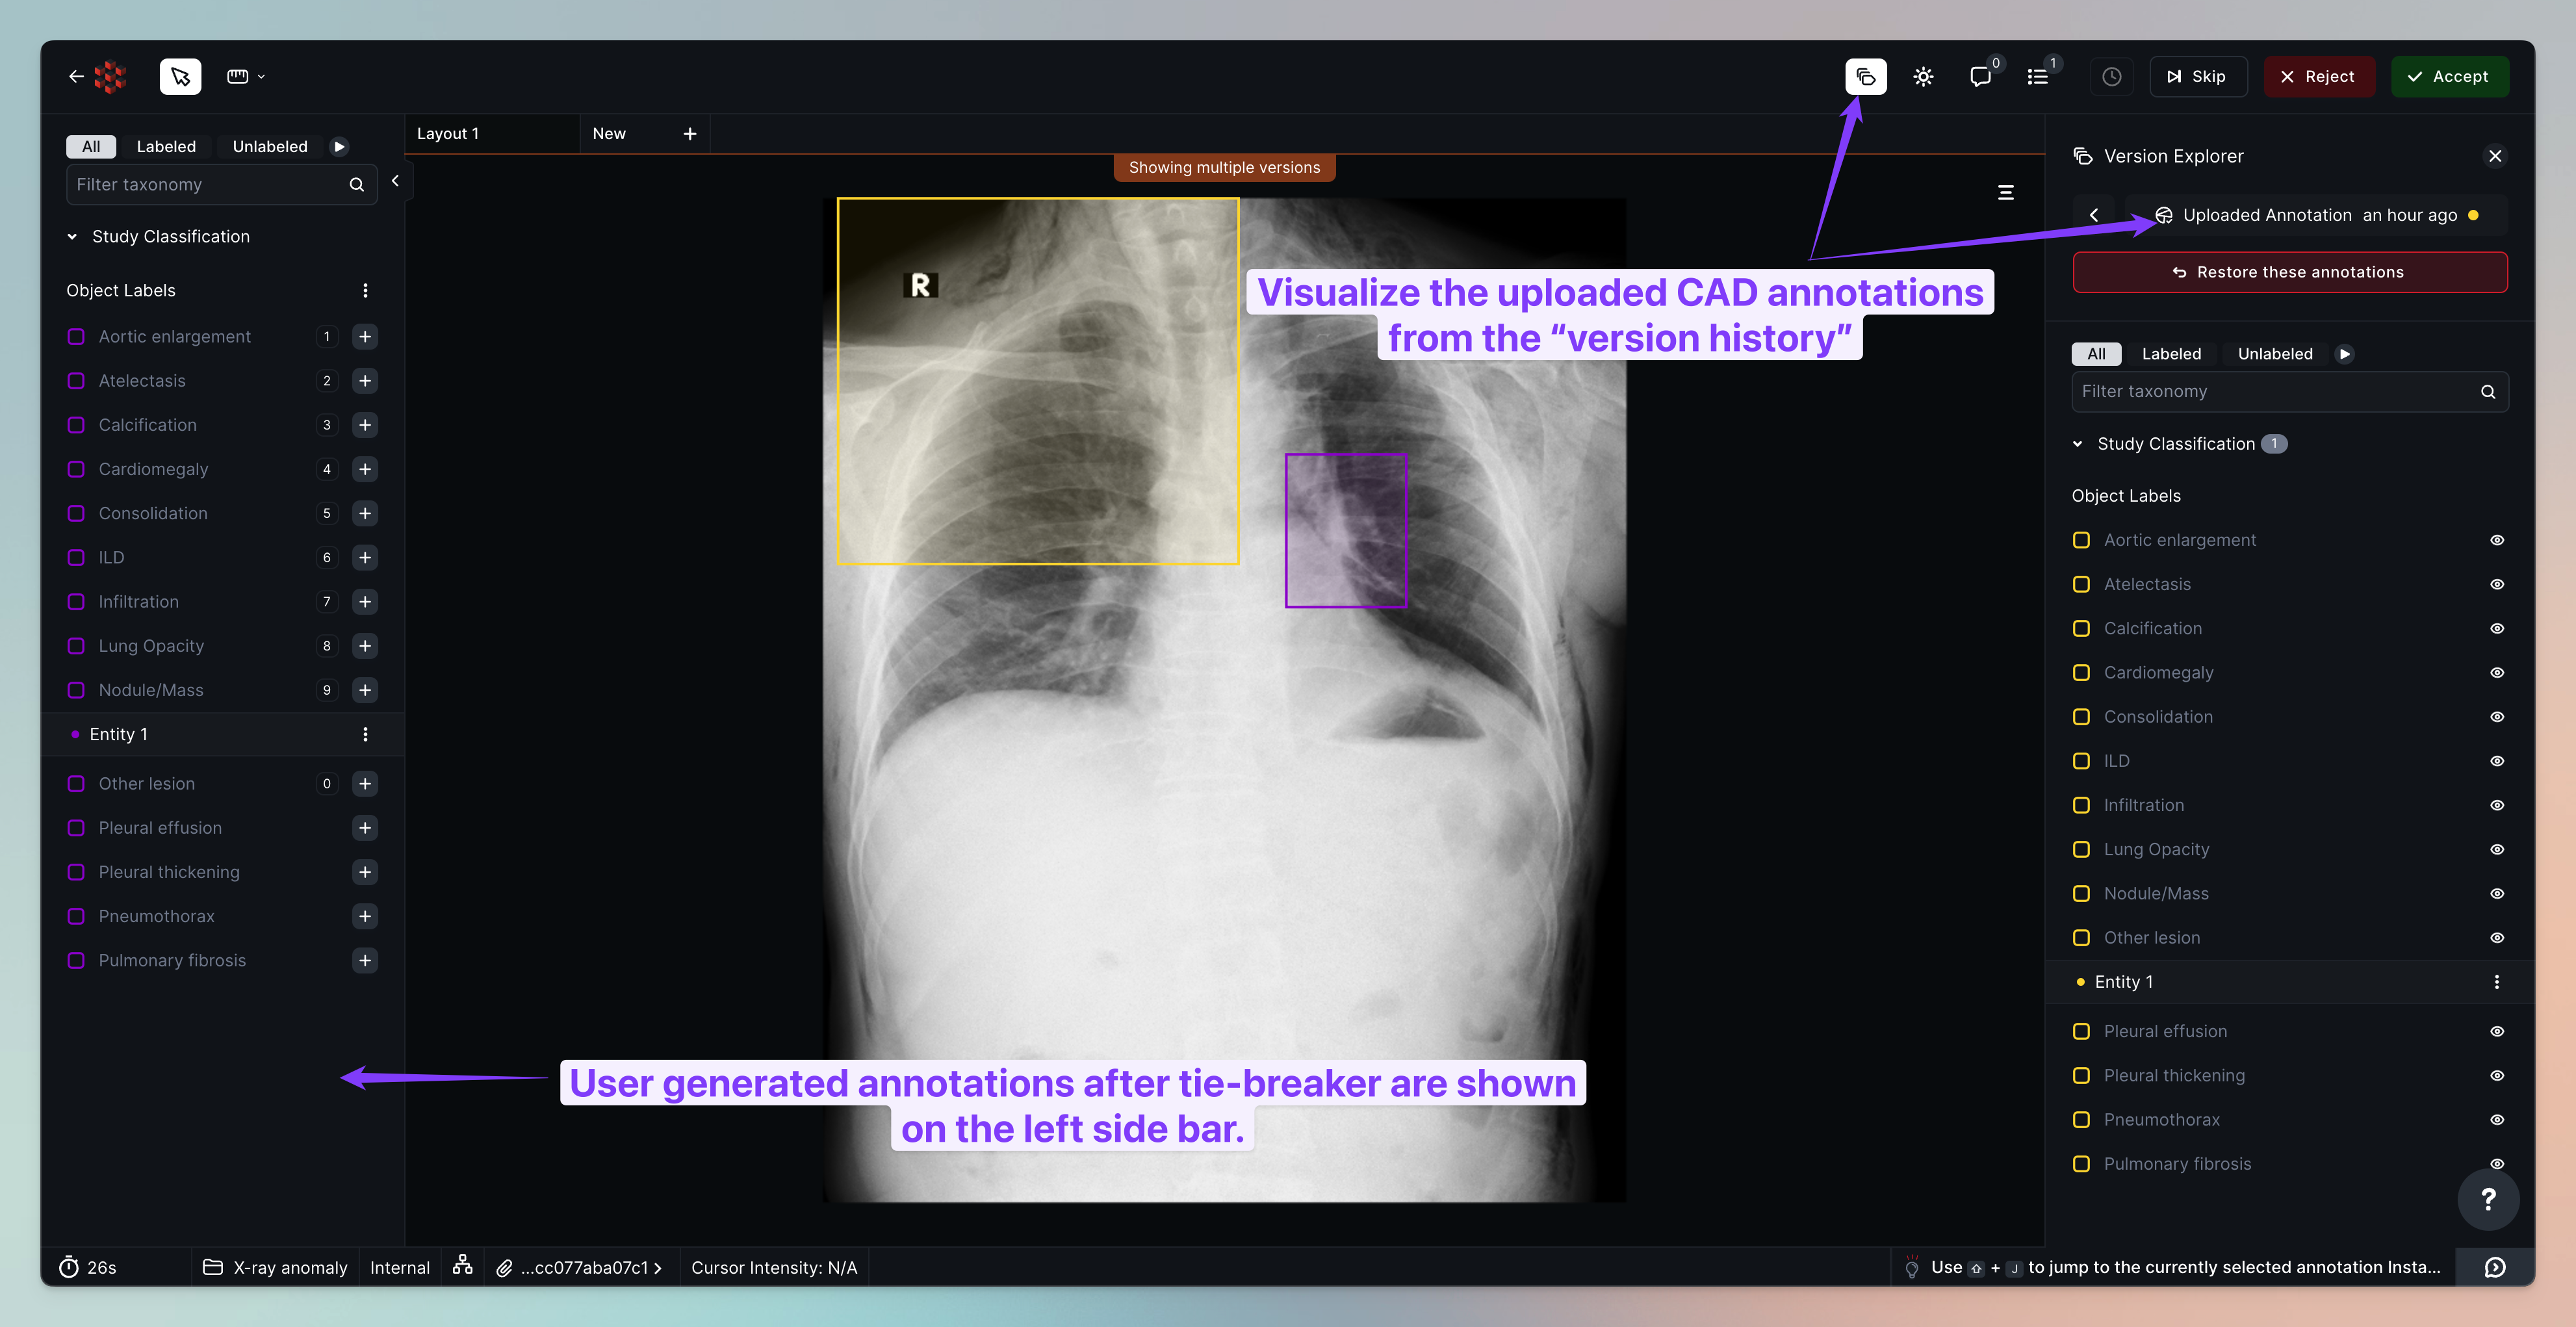 0
1
Skip
Reject
Accept
All
Labeled
Unlabeled
Filter taxonomy
Study Classification
Object Labels
Aortic enlargement 1
Atelectasis 2
Calcification 3
Cardiomegaly 4
Consolidation 5
ILD 6
Infiltration 7
Lung Opacity 8
Nodule/Mass 9
Entity 1
Other lesion 0
Pleural effusion
Pleural thickening
Pneumothorax
Pulmonary fibrosis
Layout 1
New
Showing multiple versions
R
Visualize the uploaded CAD annotations
from the “version history”
User generated annotations after tie-breaker are shown
on the left side bar.
Version Explorer
Uploaded Annotation an hour ago
Restore these annotations
All
Labeled
Unlabeled
Filter taxonomy
Study Classification 1
Object Labels
Aortic enlargement
Atelectasis
Calcification
Cardiomegaly
Consolidation
ILD
Infiltration
Lung Opacity
Nodule/Mass
Other lesion
Entity 1
Pleural effusion
Pleural thickening
Pneumothorax
Pulmonary fibrosis
?
26s
X-ray anomaly
Internal
...cc077aba07c1
Cursor Intensity: N/A
Use ⇧ + J to jump to the currently selected annotation Insta...